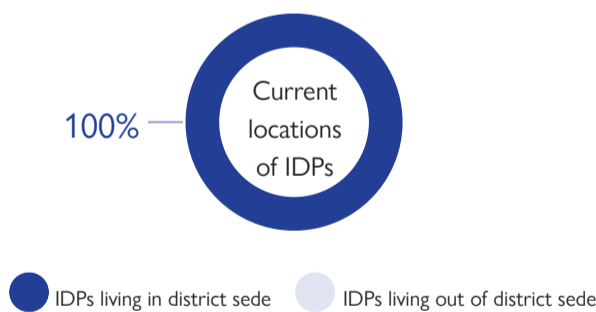 Current
locations
of IDPs
100%
IDPs living in district sede
IDPs living out of district sede